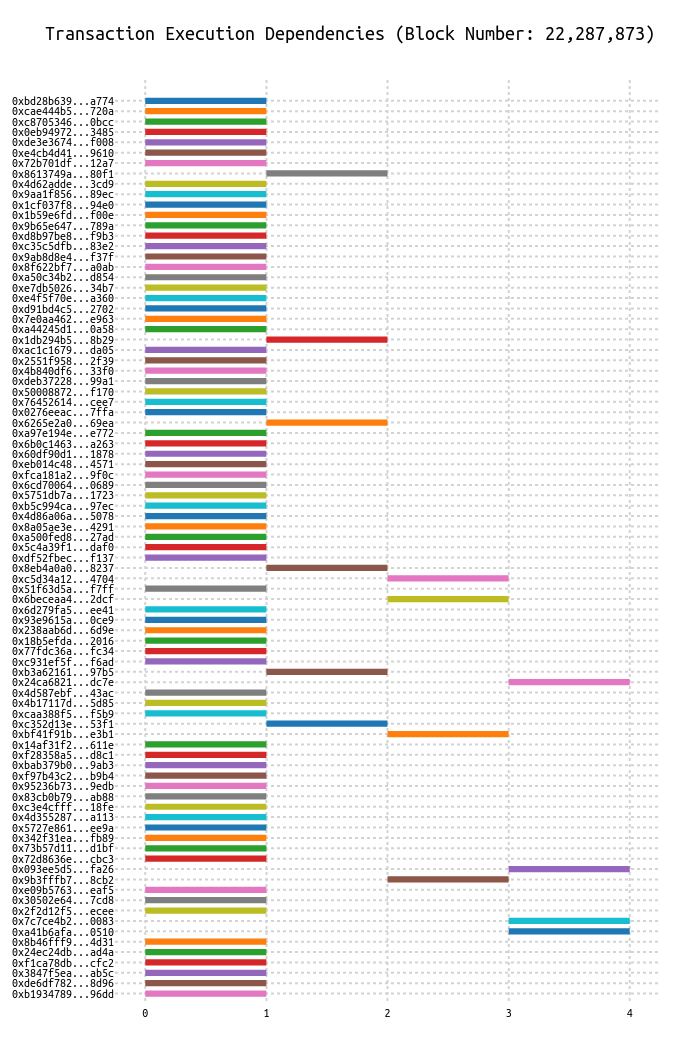 Transaction Execution Dependencies (Block Number: 22,287,873)
0xbd28b639...a774
0xcae444b5...720a
0xc8705346...0bcc
0x0eb94972...3485
0xde3e3674...f008
0xe4cb4d41...9610
0x72b701df...12a7
0x8613749a...80f1
0x4d62adde...3cd9
0x9aa1f856...89ec
0x1cf037f8...94e0
0x1b59e6fd...f00e
0x9b65e647...789a
0xd8b97be8...f9b3
0xc35c5dfb...83e2
0x9ab8d8e4...f37f
0x8f622bf7...a0ab
0xa50c34b2...d854
0xe7db5026...34b7
0xe4f5f70e...a360
0xd91bd4c5...2702
0x7e0aa462...e963
0xa44245d1...0a58
0x1db294b5...8b29
0xac1c1679...da05
0x2551f958...2f39
0x4b840df6...33f0
0xdeb37228...99a1
0x50008872...f170
0x76452614...cee7
0x0276eeac...7ffa
0x6265e2a0...69ea
0xa97e194e...e772
0x6b0c1463...a263
0x60df90d1...1878
0xeb014c48...4571
0xfca181a2...9f0c
0x6cd70064...0689
0x5751db7a...1723
0xb5c994ca...97ec
0x4d86a06a...5078
0x8a05ae3e...4291
0xa500fed8...27ad
0x5c4a39f1...daf0
0xdf52fbec...f137
0x8eb4a0a0...8237
0xc5d34a12...4704
0x51f63d5a...f7ff
0x6beceaa4...2dcf
0x6d279fa5...ee41
0x93e9615a...0ce9
0x238aab6d...6d9e
0x18b5efda...2016
0x77fdc36a...fc34
0xc931ef5f...f6ad
0xb3a62161...97b5
0x24ca6821...dc7e
0x4d587ebf...43ac
0x4b17117d...5d85
0xcaa388f5...f5b9
0xc352d13e...53f1
0xbf41f91b...e3b1
0x14af31f2...611e
0xf28358a5...d8c1
0xbab379b0...9ab3
0xf97b43c2...b9b4
0x95236b73...9edb
0x83cb0b79...ab88
0xc3e4cfff...18fe
0x4d355287...a113
0x5727e861...ee9a
0x342f31ea...fb89
0x73b57d11...d1bf
0x72d8636e...cbc3
0x093ee5d5...fa26
0x9b3fffb7...8cb2
0xe09b5763...eaf5
0x30502e64...7cd8
0x2f2d12f5...ecee
0x7c7ce4b2...0083
0xa41b6afa...0510
0x8b46fff9...4d31
0x24ec24db...ad4a
0xf1ca78db...cfc2
0x3847f5ea...ab5c
0xde6df782...8d96
0xb1934789...96dd
0 1 2 3 4